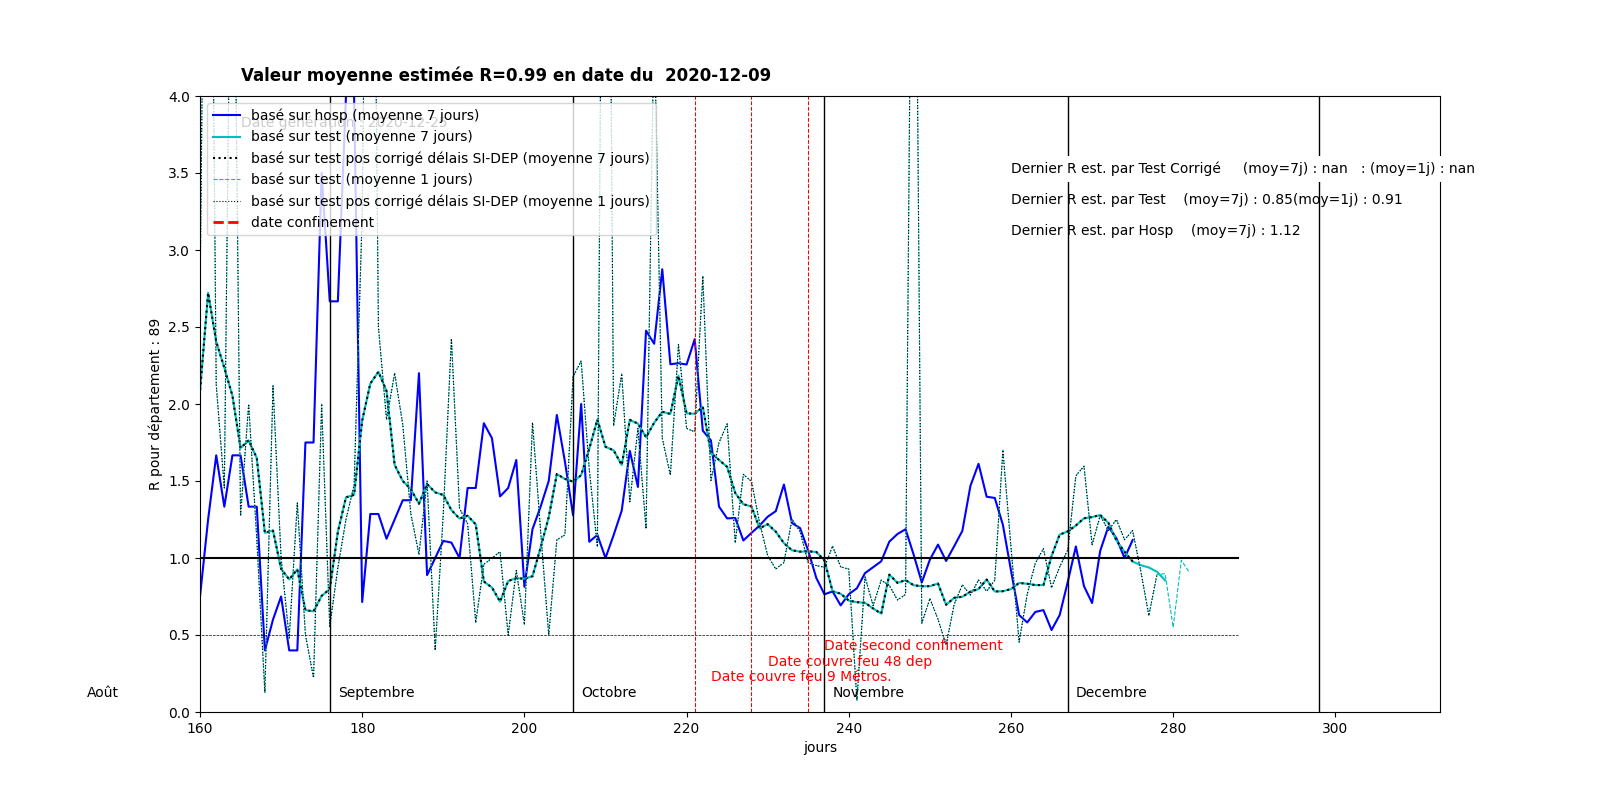 Valeur moyenne estimée R=0.99 en date du  2020-12-09
4.0
3.5
3.0
2.5
2.0
1.5
1.0
0.5
0.0
R pour département : 89
basé sur hosp (moyenne 7 jours)
basé sur test (moyenne 7 jours)
basé sur test pos corrigé délais SI-DEP (moyenne 7 jours)
basé sur test (moyenne 1 jours)
basé sur test pos corrigé délais SI-DEP (moyenne 1 jours)
date confinement
Dernier R est. par Test Corrigé     (moy=7j) : nan   : (moy=1j) : nan
Dernier R est. par Test    (moy=7j) : 0.85(moy=1j) : 0.91
Dernier R est. par Hosp    (moy=7j) : 1.12
Date second confinement
Date couvre feu 48 dep
Date couvre feu 9 Métros.
Août Septembre Octobre Novembre Decembre
160 180 200 220 240 260 280 300
jours